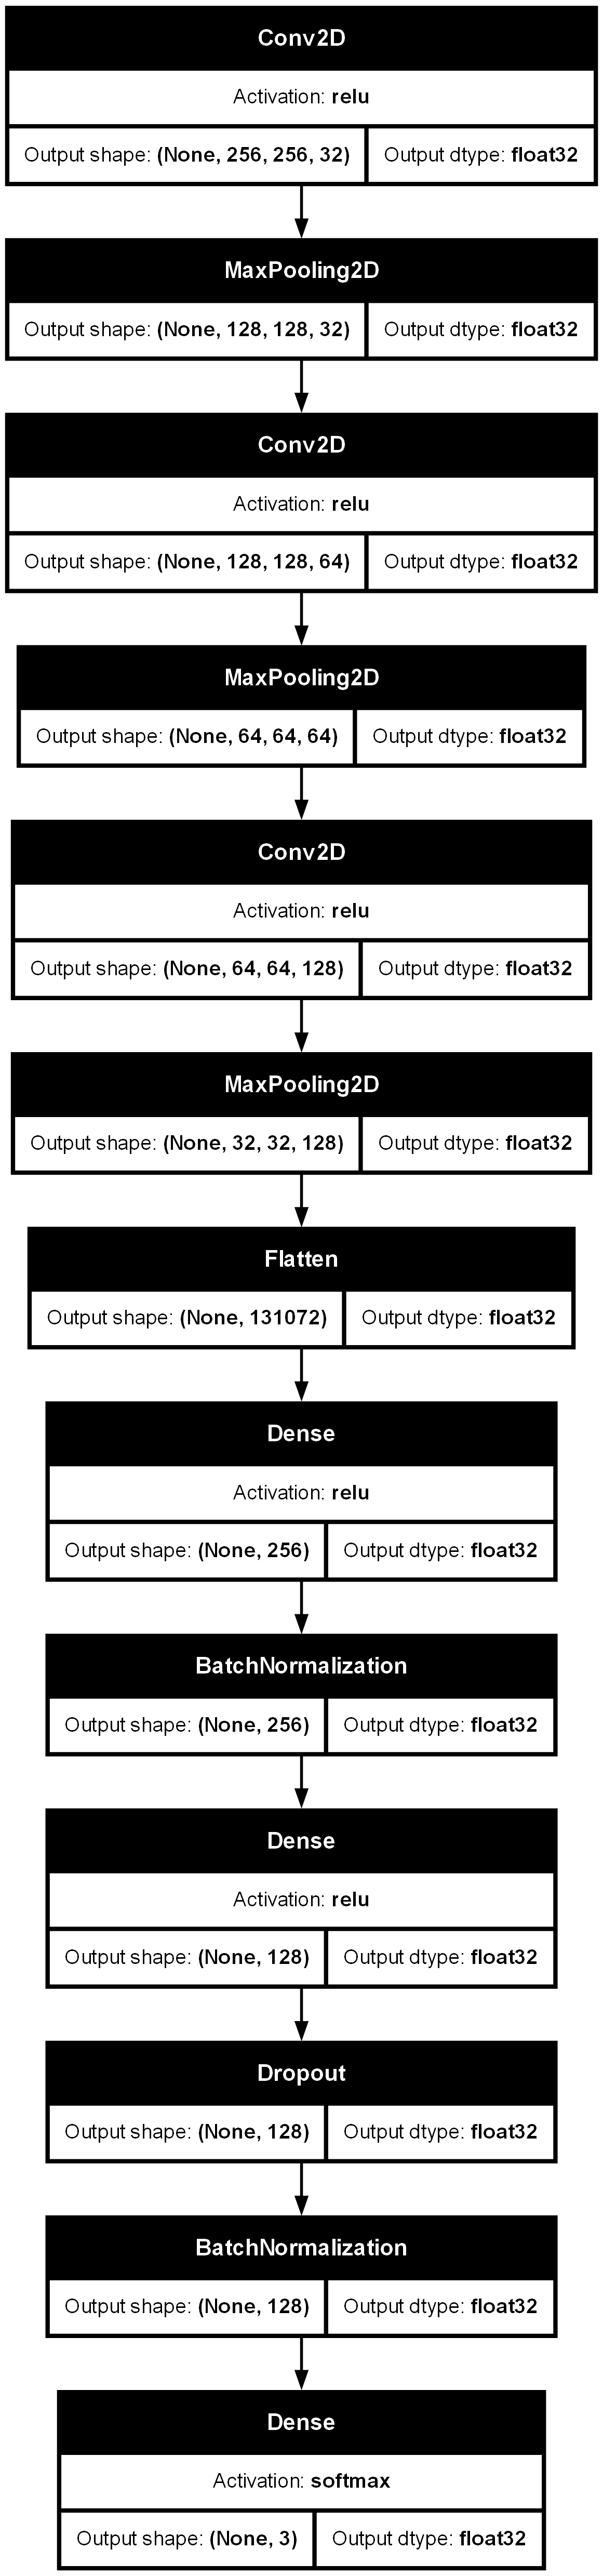 Conv2D
Activation: relu
Output shape: (None, 256, 256, 32) Output dtype: float32
MaxPooling2D
Output shape: (None, 128, 128, 32) Output dtype: float32
Conv2D
Activation: relu
Output shape: (None, 128, 128, 64) Output dtype: float32
MaxPooling2D
Output shape: (None, 64, 64, 64) Output dtype: float32
Conv2D
Activation: relu
Output shape: (None, 64, 64, 128) Output dtype: float32
MaxPooling2D
Output shape: (None, 32, 32, 128) Output dtype: float32
Flatten
Output shape: (None, 131072) Output dtype: float32
Dense
Activation: relu
Output shape: (None, 256) Output dtype: float32
BatchNormalization
Output shape: (None, 256) Output dtype: float32
Dense
Activation: relu
Output shape: (None, 128) Output dtype: float32
Dropout
Output shape: (None, 128) Output dtype: float32
BatchNormalization
Output shape: (None, 128) Output dtype: float32
Dense
Activation: softmax
Output shape: (None, 3) Output dtype: float32